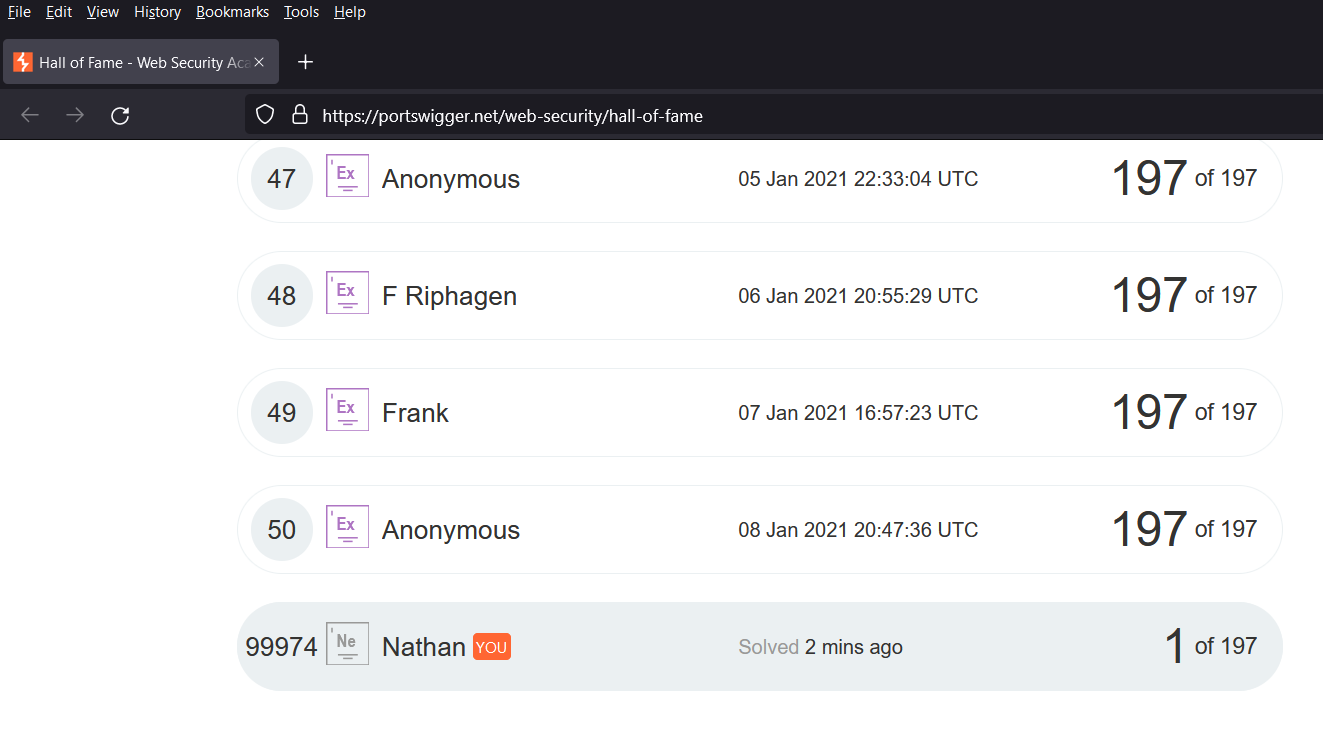 File Edit View History Bookmarks Tools Help
Hall of Fame - Web Security Aca
https://portswigger.net/web-security/hall-of-fame
47 Ex Anonymous 05 Jan 2021 22:33:04 UTC 197 of 197
48 Ex F Riphagen 06 Jan 2021 20:55:29 UTC 197 of 197
49 Ex Frank 07 Jan 2021 16:57:23 UTC 197 of 197
50 Ex Anonymous 08 Jan 2021 20:47:36 UTC 197 of 197
99974 Ne Nathan YOU Solved 2 mins ago 1 of 197